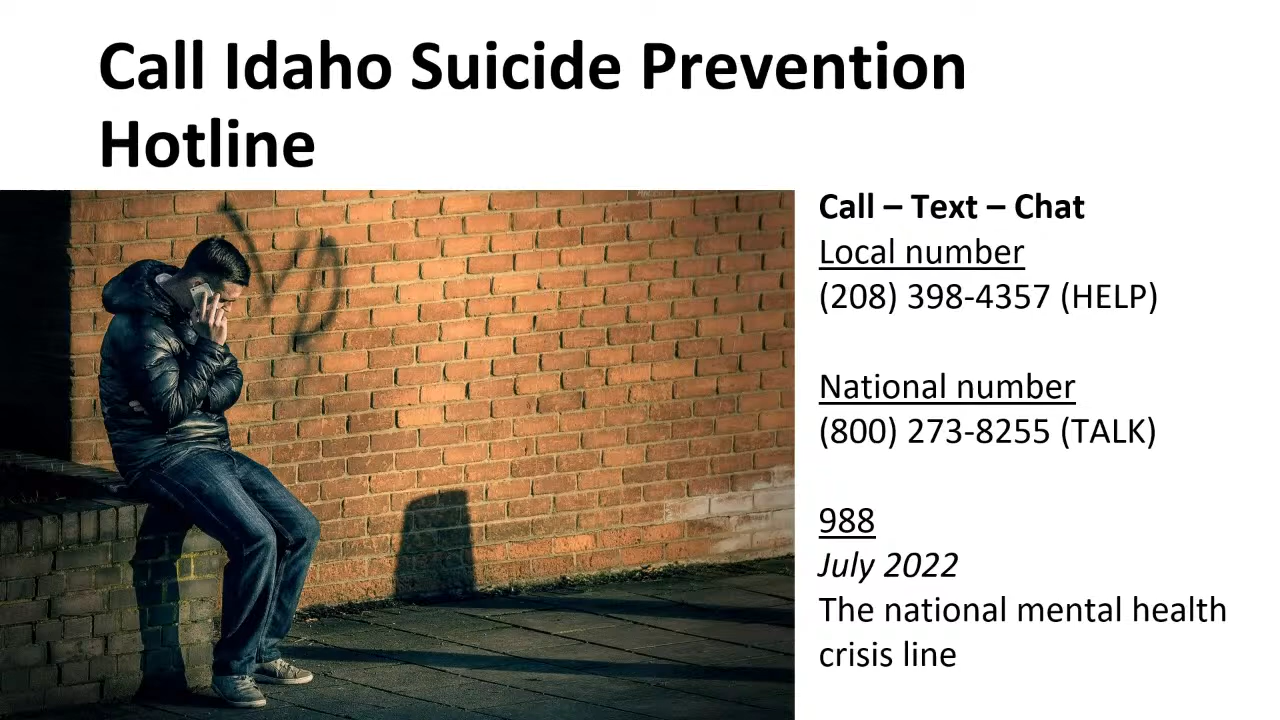 Call Idaho Suicide Prevention
Hotline
Call – Text – Chat
Local number
(208) 398-4357 (HELP)
National number
(800) 273-8255 (TALK)
988
July 2022
The national mental health
crisis line